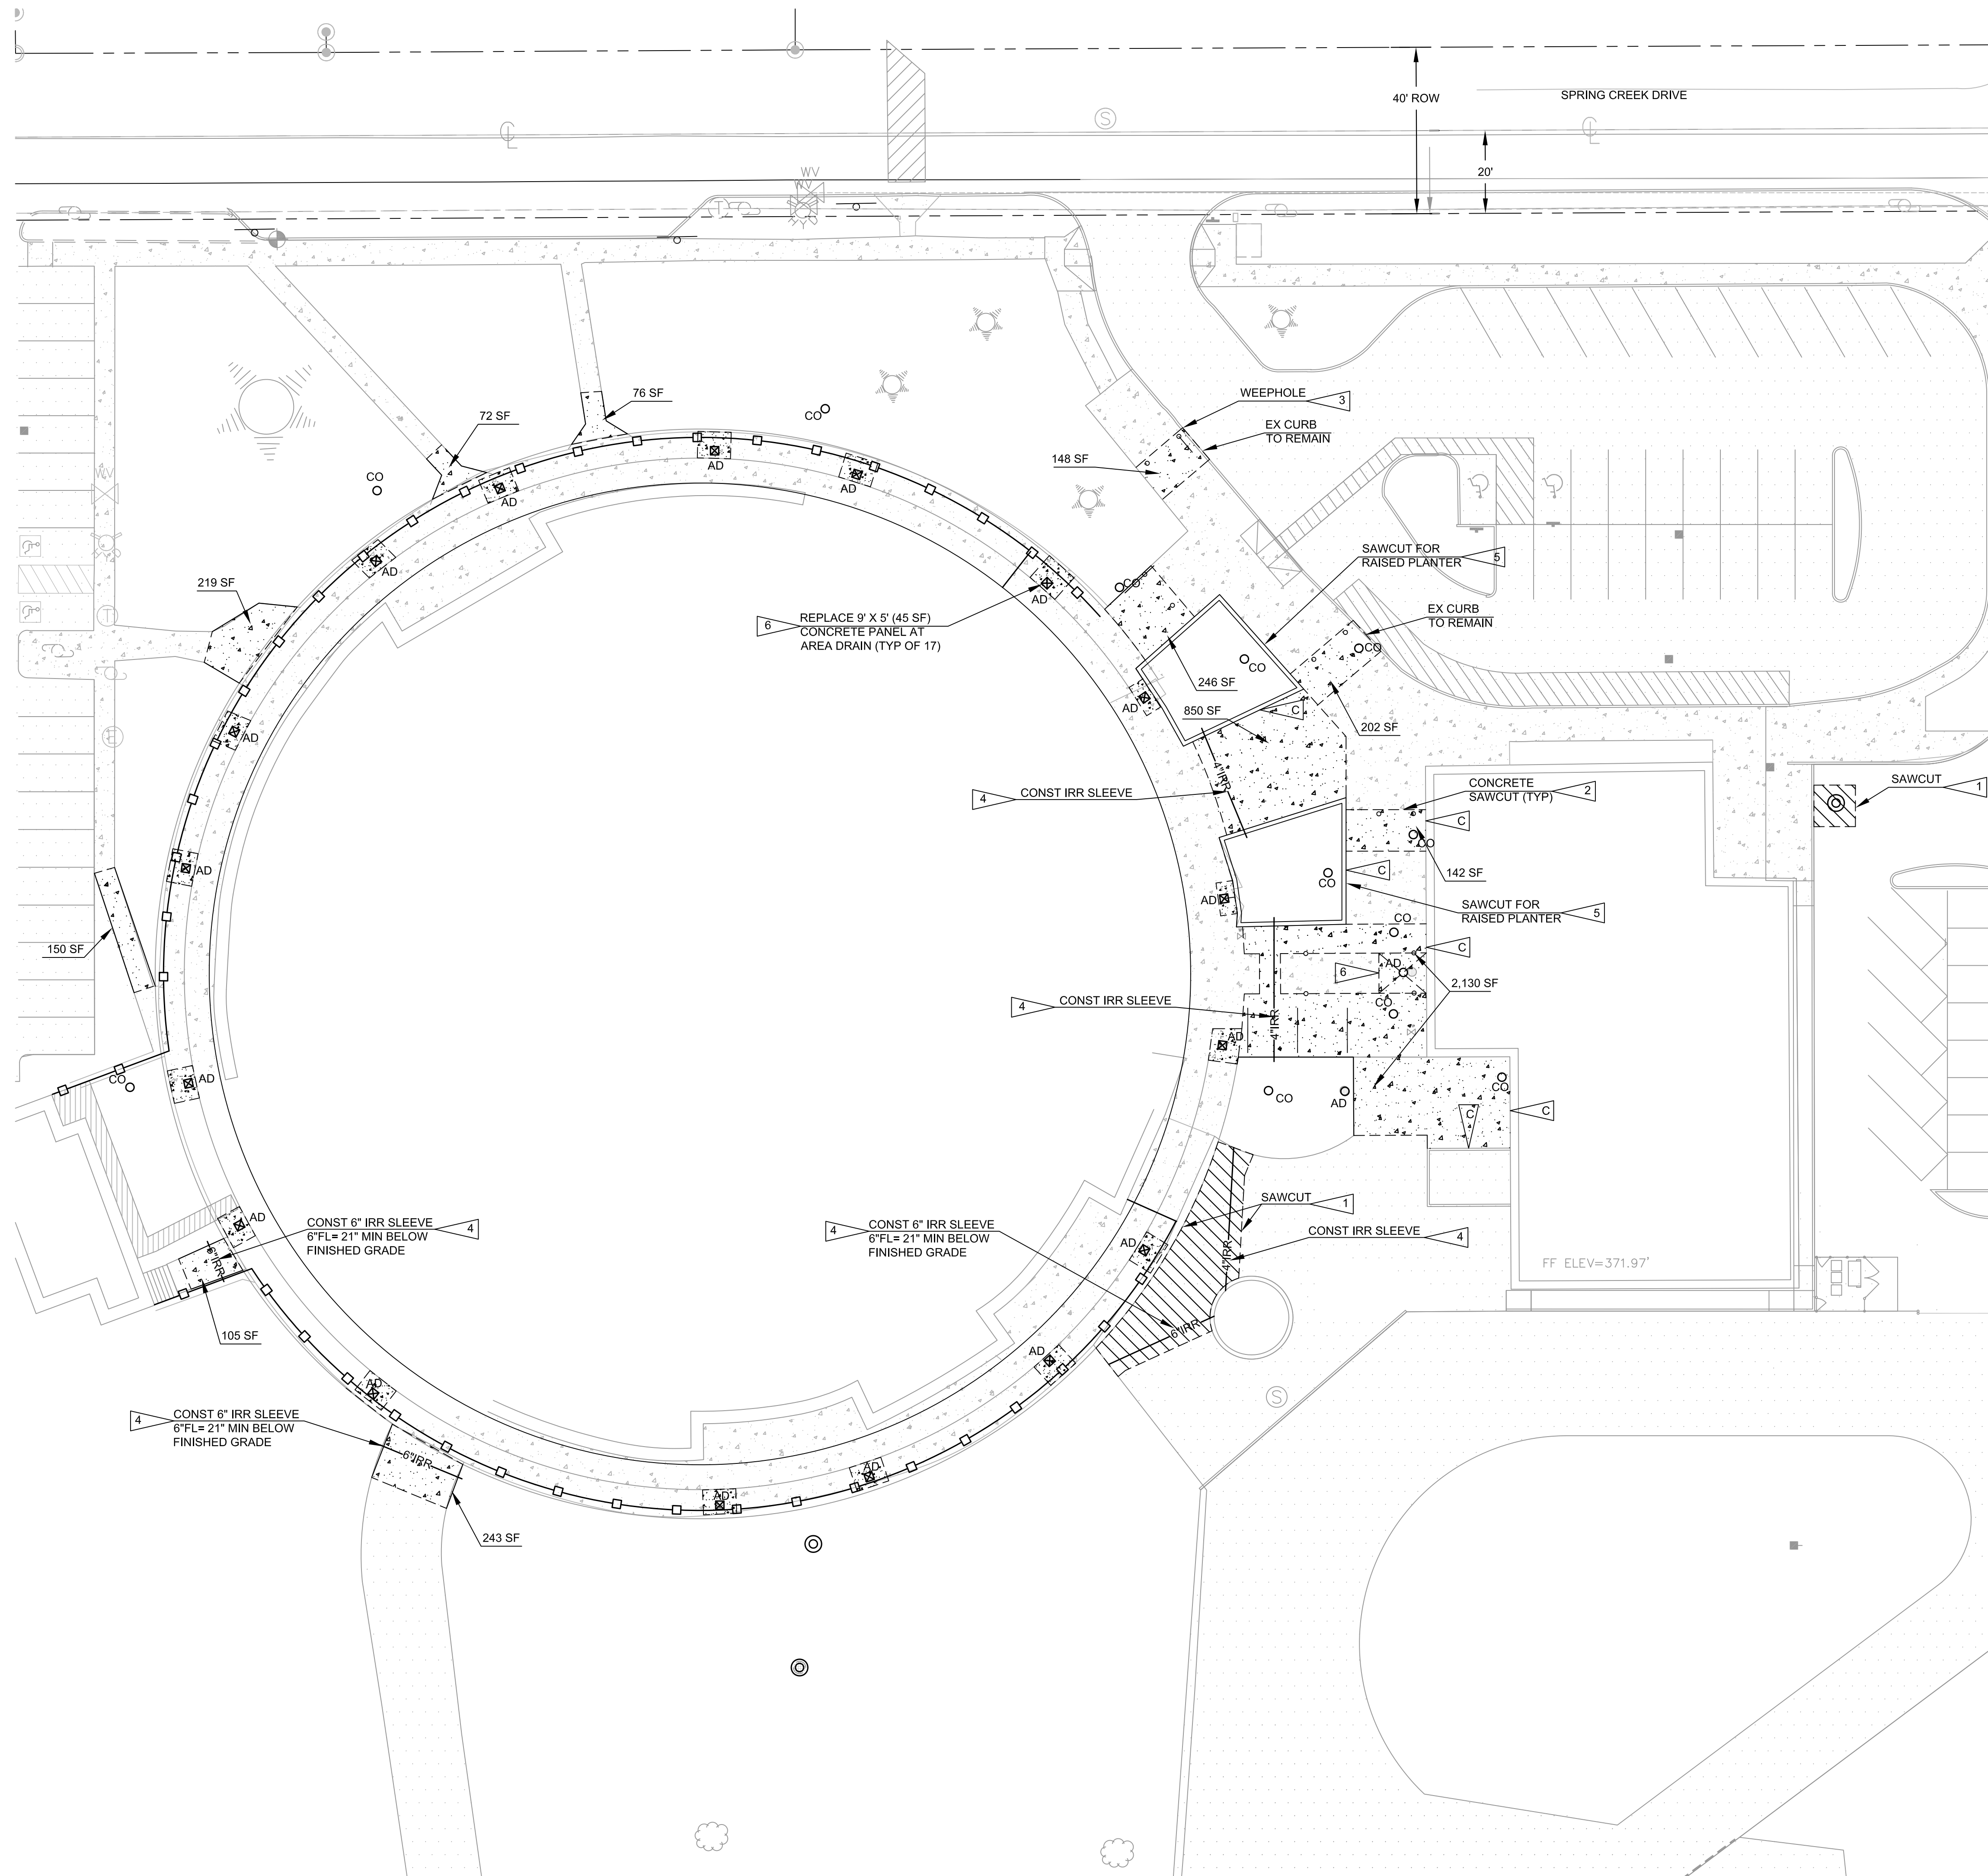 40' ROW
SPRING CREEK DRIVE
20'
WV
WV
S
T
76 SF
72 SF
CO
CO
WEEPHOLE
3
EX CURB
TO REMAIN
148 SF
AD
AD
AD
WV
SAWCUT FOR
RAISED PLANTER
5
219 SF
AD
CO
AD
T
EX CURB
TO REMAIN
6
REPLACE 9' X 5' (45 SF)
CONCRETE PANEL AT
AREA DRAIN (TYP OF 17)
CO
CO
246 SF
AD
850 SF
C
202 SF
E
AD
4"IRR
CONCRETE
SAWCUT (TYP)
2
SAWCUT
1
4
CONST IRR SLEEVE
C
CO
142 SF
AD
CO
C
AD
SAWCUT FOR
RAISED PLANTER
5
CO
C
150 SF
6
AD
2,130 SF
CO
4
CONST IRR SLEEVE
4"IRR
AD
AD
CO
CO
CO
AD
C
C
SAWCUT
1
AD
CONST 6" IRR SLEEVE
6"FL= 21" MIN BELOW
FINISHED GRADE
4
4
CONST 6" IRR SLEEVE
6"FL= 21" MIN BELOW
FINISHED GRADE
CONST IRR SLEEVE
4
AD
4"IRR
6"IRR
FF ELEV=371.97'
105 SF
6"IRR
AD
AD
S
4
CONST 6" IRR SLEEVE
6"FL= 21" MIN BELOW
FINISHED GRADE
6"IRR
AD
AD
243 SF